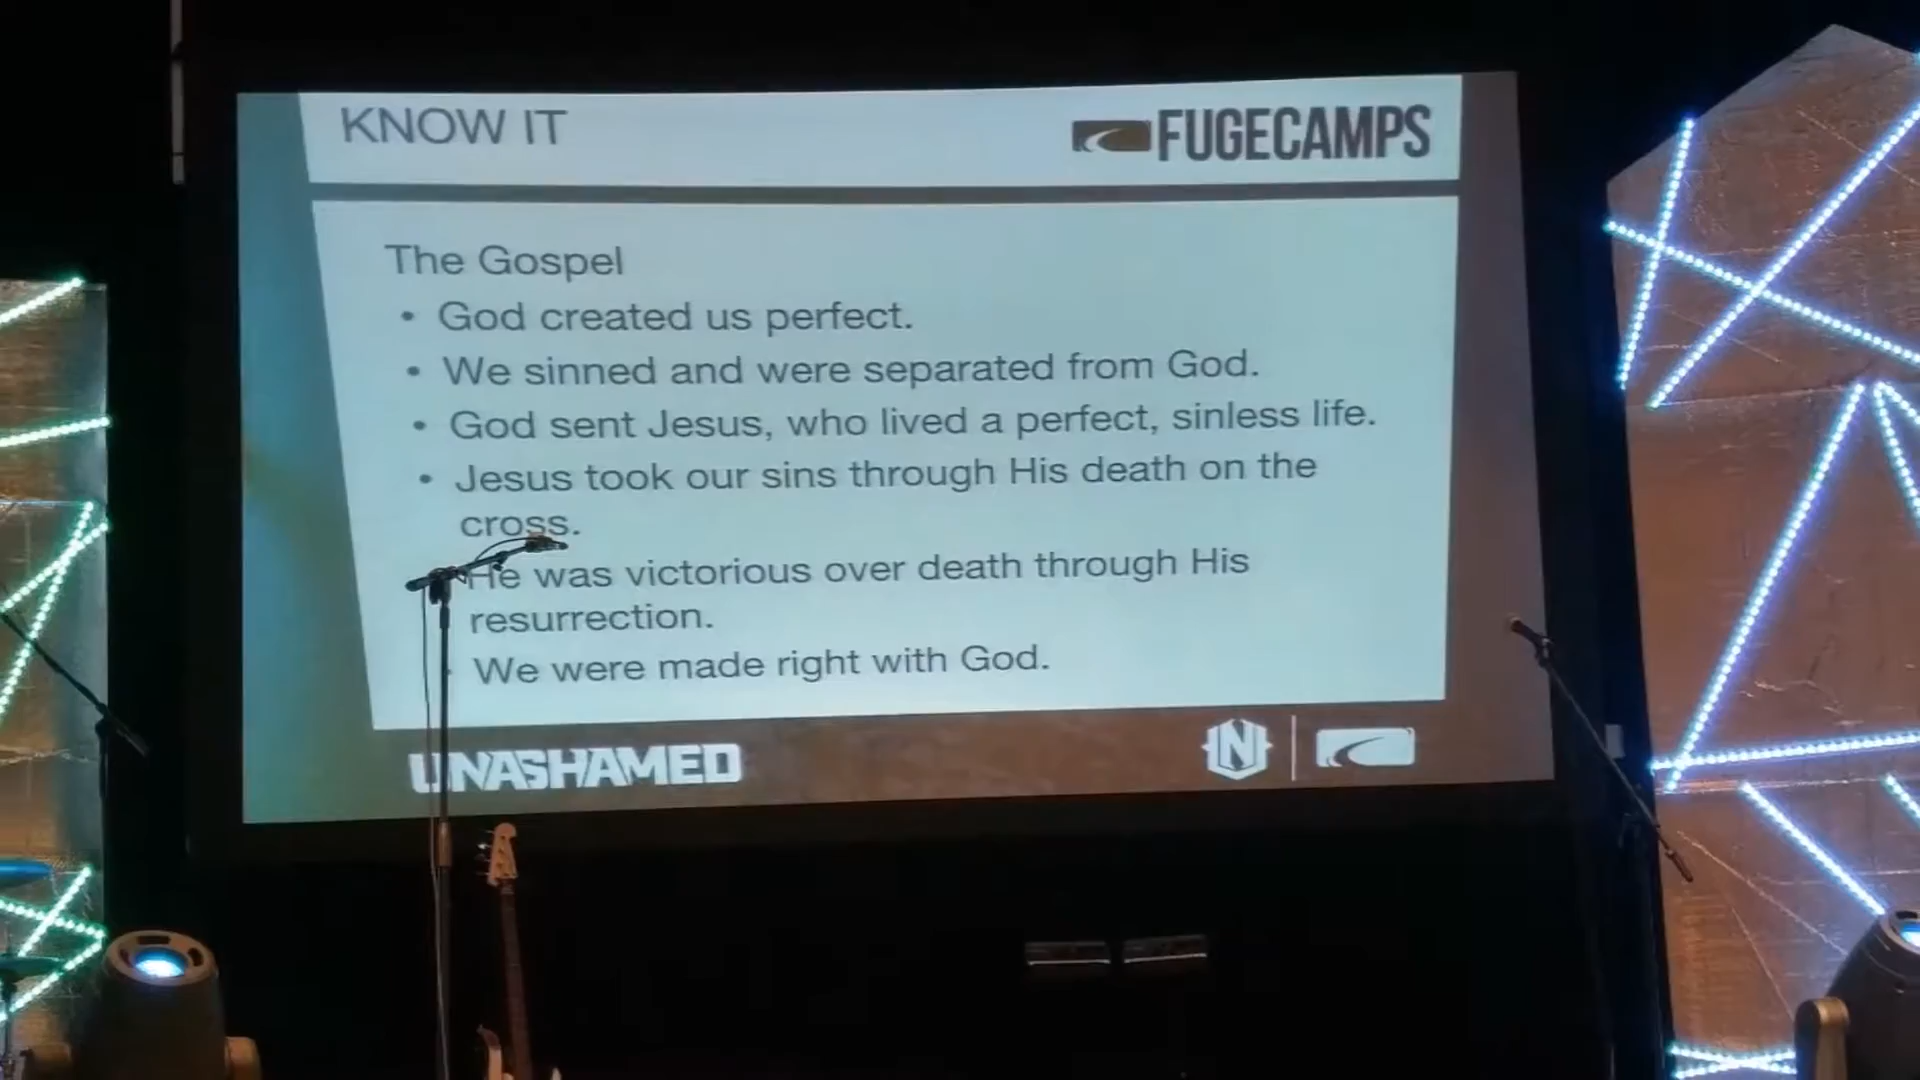 KNOW IT
FUGECAMPS
The Gospel
• God created us perfect.
• We sinned and were separated from God.
• God sent Jesus, who lived a perfect, sinless life.
• Jesus took our sins through His death on the
cross.
He was victorious over death through His
resurrection.
We were made right with God.
UNASHAMED
N